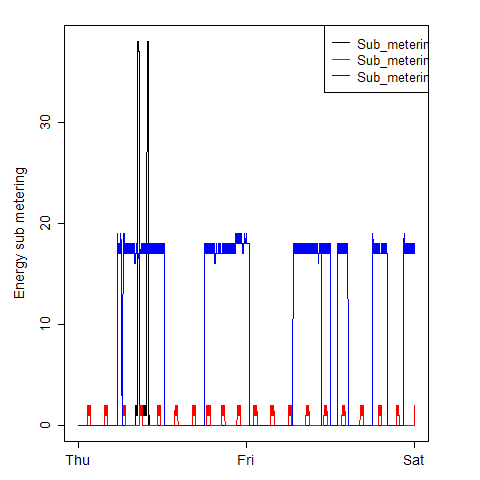 Sub_meterin
Sub_meterin
Sub_meterin
Energy sub metering
30
20
10
0
Thu Fri Sat